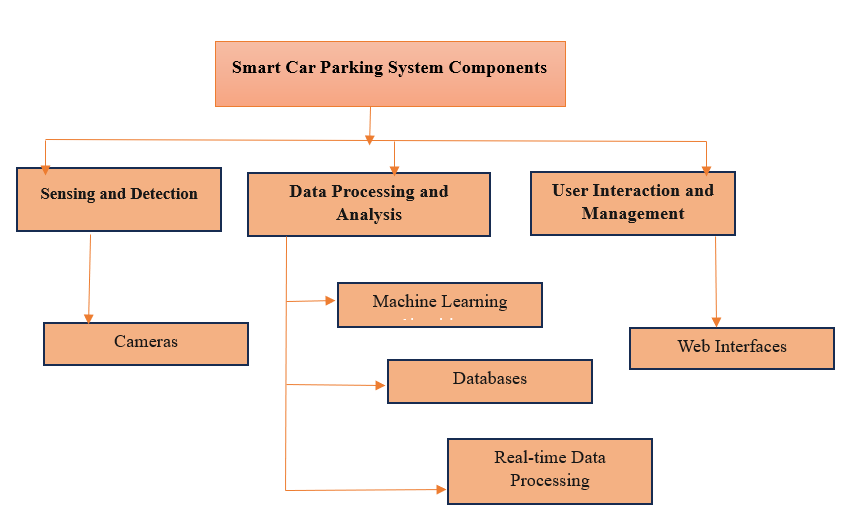 Smart Car Parking System Components
Sensing and Detection
Data Processing and
Analysis
User Interaction and
Management
Machine Learning
Cameras
Web Interfaces
Databases
Real-time Data
Processing